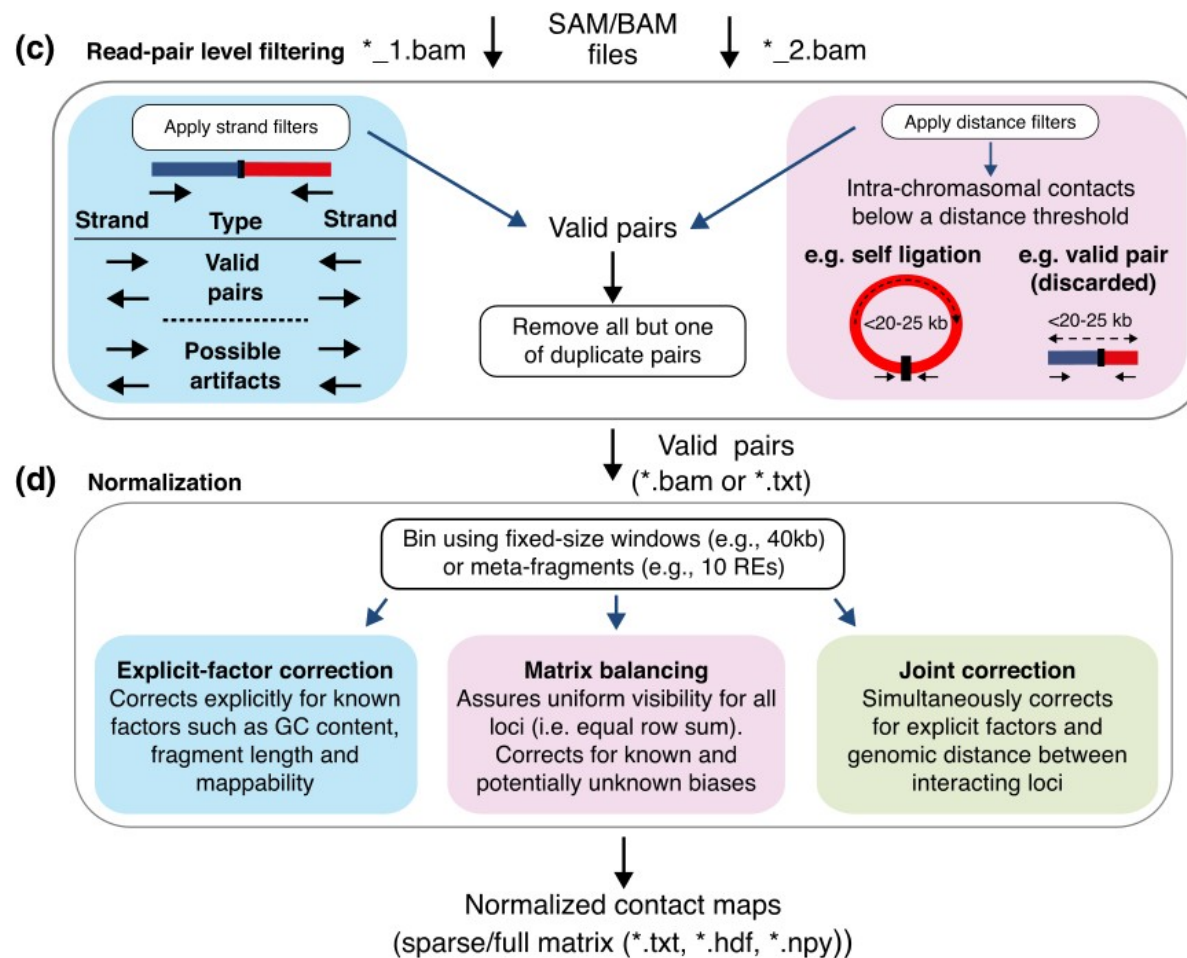 (c)
Read-pair level filtering
*_1.bam
SAM/BAM
files
*_2.bam
Apply strand filters
Strand Type Strand
Valid
pairs
Possible
artifacts
Valid pairs
Remove all but one
of duplicate pairs
Apply distance filters
Intra-chromasomal contacts
below a distance threshold
e.g. self ligation
<20-25 kb
e.g. valid pair
(discarded)
<20-25 kb
Valid pairs
(*.bam or *.txt)
(d)
Normalization
Bin using fixed-size windows (e.g., 40kb)
or meta-fragments (e.g., 10 REs)
Explicit-factor correction
Corrects explicitly for known
factors such as GC content,
fragment length and
mappability
Matrix balancing
Assures uniform visibility for all
loci (i.e. equal row sum).
Corrects for known and
potentially unknown biases
Joint correction
Simultaneously corrects
for explicit factors and
genomic distance between
interacting loci
Normalized contact maps
(sparse/full matrix (*.txt, *.hdf, *.npy))